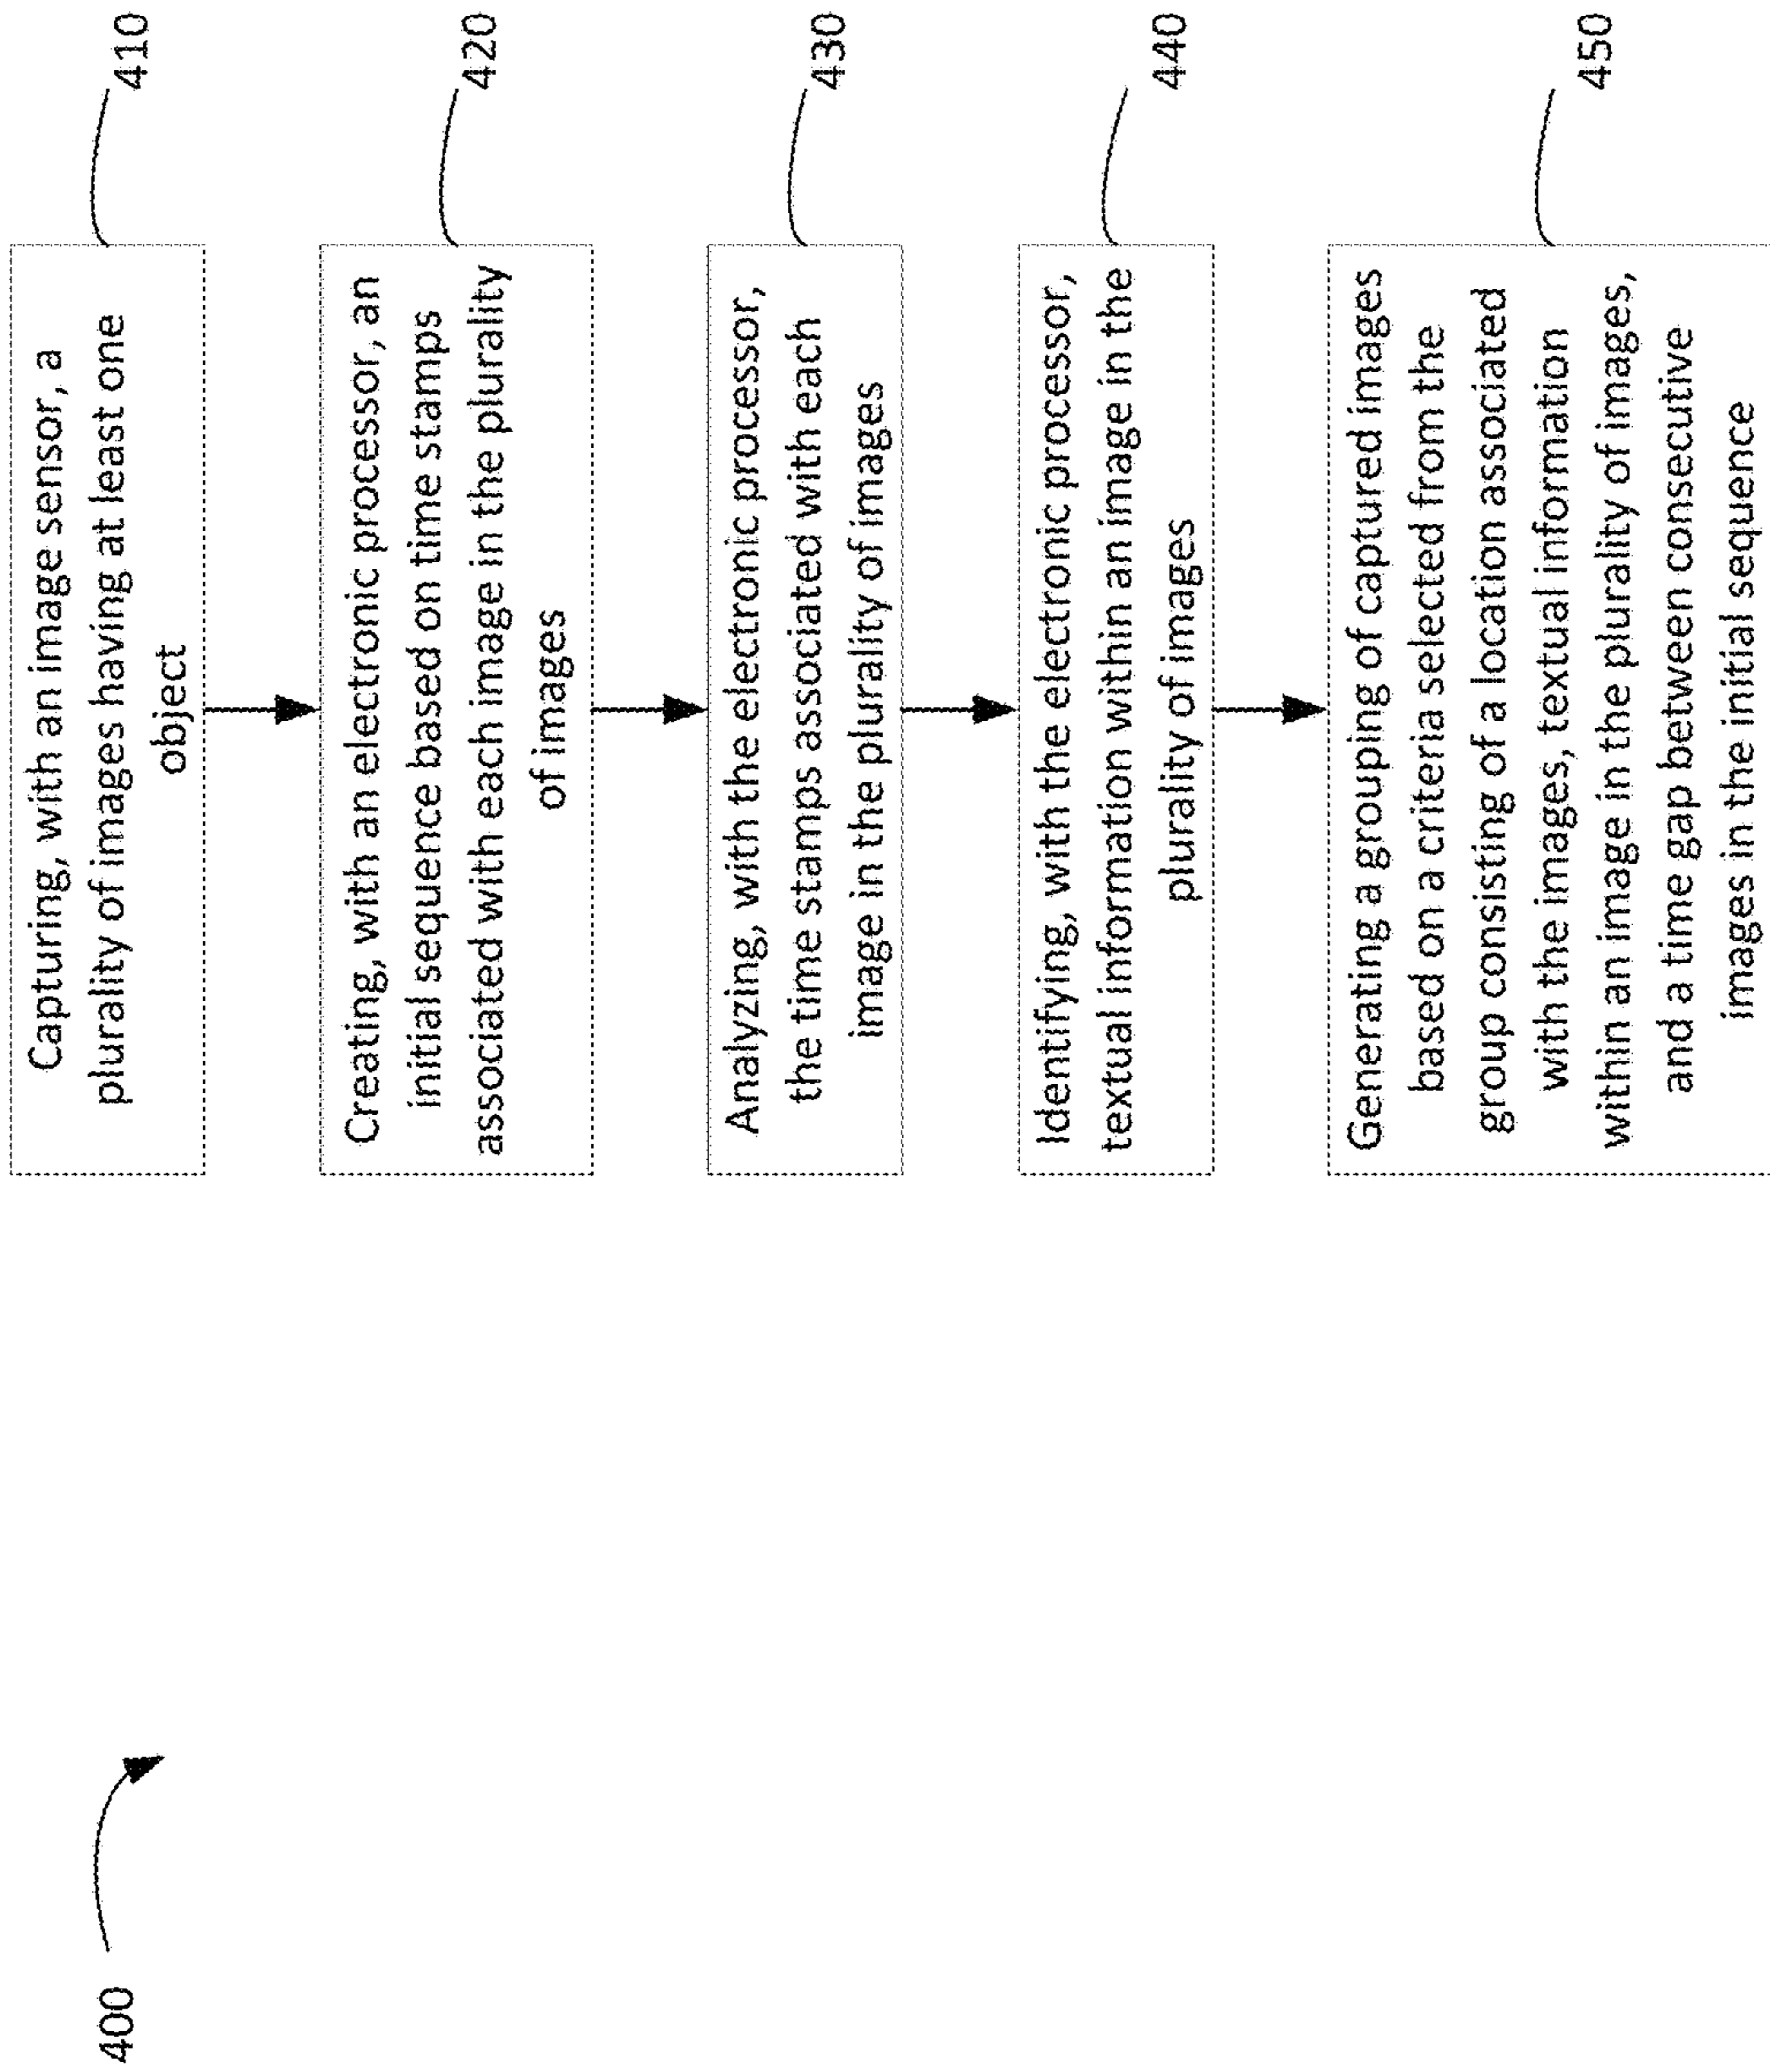 400
Capturing, with an image sensor, a
plurality of images having at least one
object
410
Creating, with an electronic processor, an
initial sequence based on time stamps
associated with each image in the plurality
of images
420
Analyzing, with the electronic processor,
the time stamps associated with each
image in the plurality of images
430
Identifying, with the electronic processor,
textual information within an image in the
plurality of images
440
Generating a grouping of captured images
based on a criteria selected from the
group consisting of a location associated
with the images, textual information
within an image in the plurality of images,
and a time gap between consecutive
images in the initial sequence
450